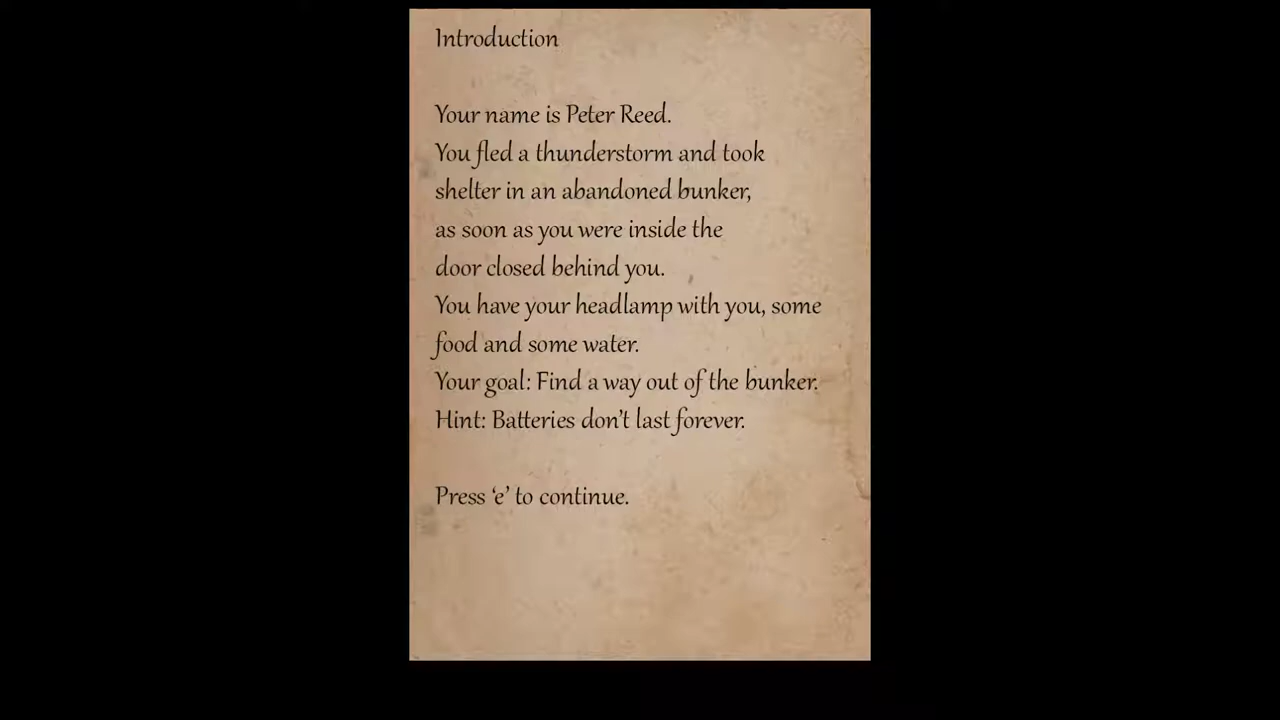 Introduction
Your name is Peter Reed.
You fled a thunderstorm and took
shelter in an abandoned bunker,
as soon as you were inside the
door closed behind you.
You have your headlamp with you, some
food and some water.
Your goal: Find a way out of the bunker.
Hint: Batteries don’t last forever.
Press ‘e’ to continue.